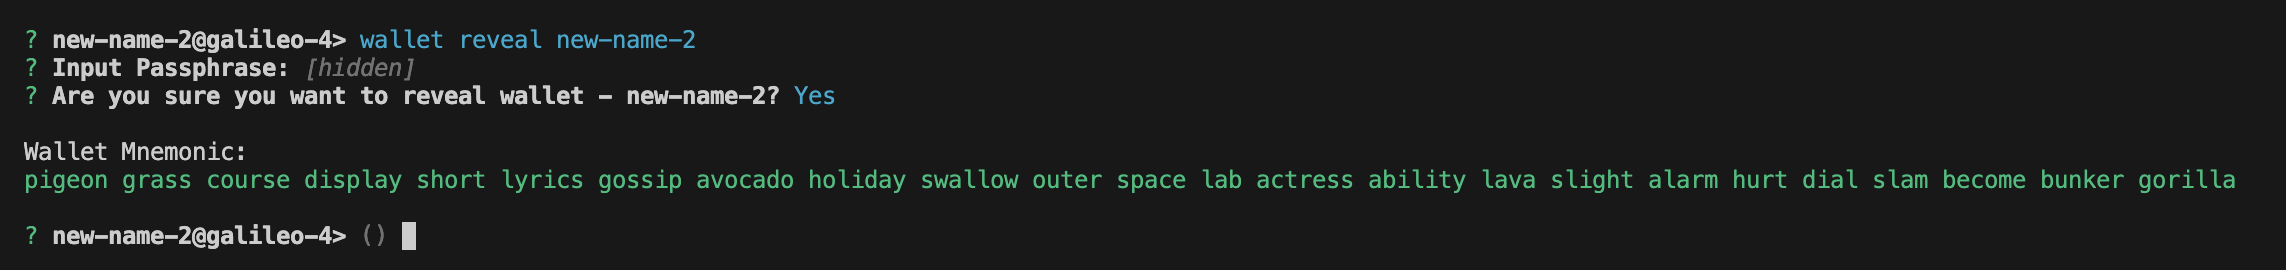 ? new-name-2@galileo-4> wallet reveal new-name-2
? Input Passphrase: [hidden]
? Are you sure you want to reveal wallet - new-name-2? Yes
Wallet Mnemonic:
pigeon grass course display short lyrics gossip avocado holiday swallow outer space lab actress ability lava slight alarm hurt dial slam become bunker gorilla
? new-name-2@galileo-4> ()